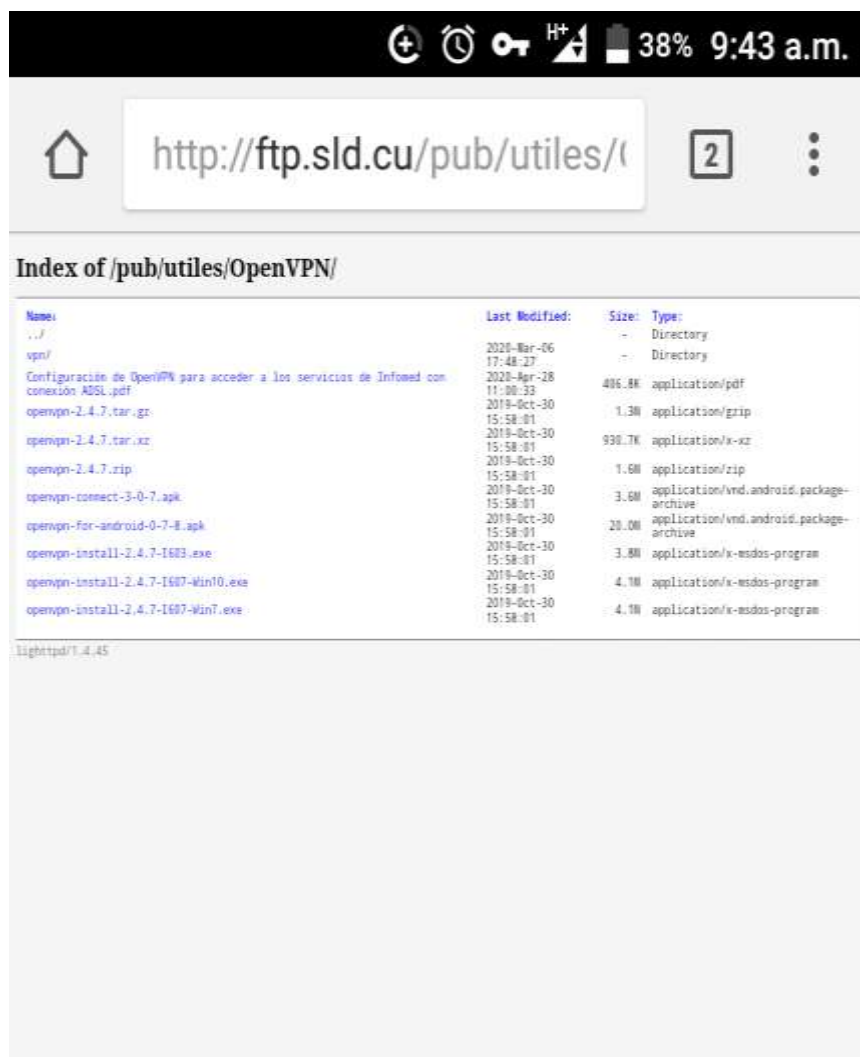 H+ 38% 9:43 a.m.
http://ftp.sld.cu/pub/utiles/ 2
Index of /pub/utiles/OpenVPN/
Name↓ Last Modified: Size: Type:
../ - Directory
vpn/ 2020-Mar-06 17:48:27 - Directory
Configuración de OpenVPN para acceder a los servicios de Infomed con
conexión ADSL.pdf 2020-Apr-28 11:00:33 406.8K application/pdf
openvpn-2.4.7.tar.gz 2019-Oct-30 15:58:01 1.3M application/gzip
openvpn-2.4.7.tar.xz 2019-Oct-30 15:58:01 application/x-xz
openvpn-2.4.7.zip 2019-Oct-30 15:58:01 1.6M application/zip
openvpn-connect-3-0-7.apk 2019-Oct-30 15:58:01 3.6M application/vnd.android.package-archive
openvpn-for-android-0-7-8.apk 2019-Oct-30 15:58:01 20.0M application/vnd.android.package-archive
openvpn-install-2.4.7-I603.exe 2019-Oct-30 15:58:01 3.8M application/x-msdos-program
openvpn-install-2.4.7-I607-Win10.exe 2019-Oct-30 15:58:01 4.1M application/x-msdos-program
openvpn-install-2.4.7-I607-Win7.exe 2019-Oct-30 15:58:01 4.1M application/x-msdos-program
lighttpd/1.4.45